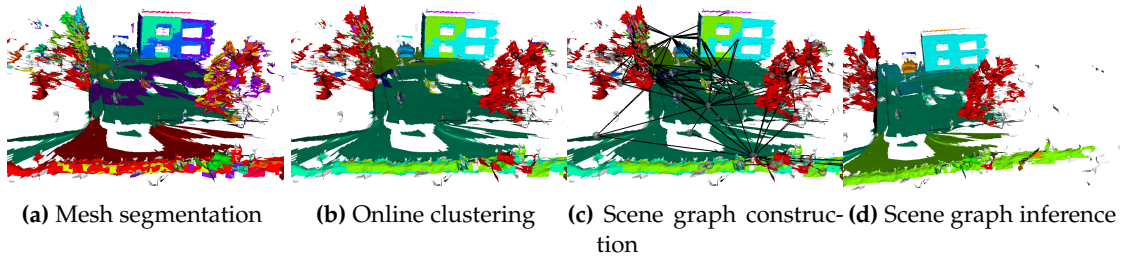 (a) Mesh segmentation
(b) Online clustering
(c) Scene graph construc-
tion
(d) Scene graph inference